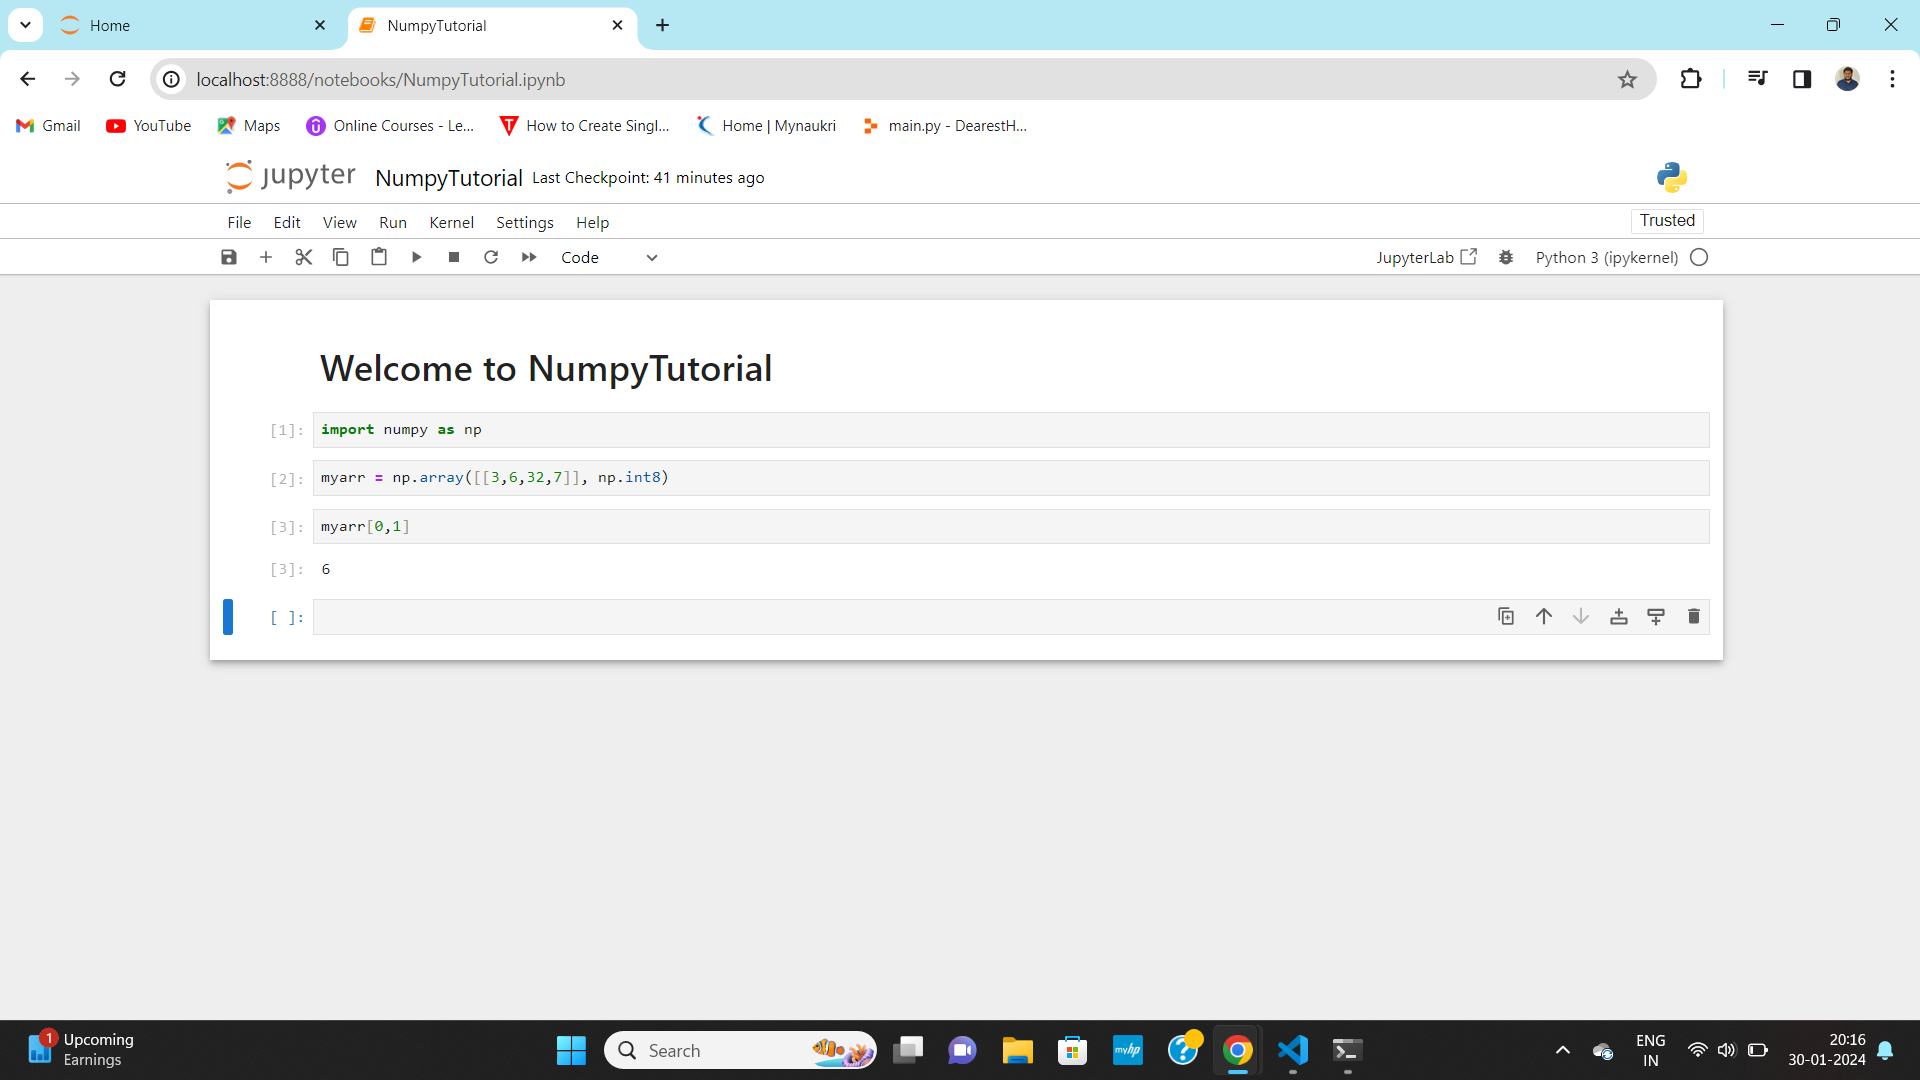 Home
NumpyTutorial
localhost:8888/notebooks/NumpyTutorial.ipynb
Gmail YouTube Maps Online Courses - Le... How to Create Singl... Home | Mynaukri main.py - DearestH...
jupyter NumpyTutorial Last Checkpoint: 41 minutes ago
File Edit View Run Kernel Settings Help Trusted
Code JupyterLab Python 3 (ipykernel)
Welcome to NumpyTutorial
[1]: import numpy as np
[2]: myarr = np.array([[3,6,32,7]], np.int8)
[3]: myarr[0,1]
[3]: 6
[ ]:
1
Upcoming
Earnings
Search
myhp
ENG
IN
20:16
30-01-2024